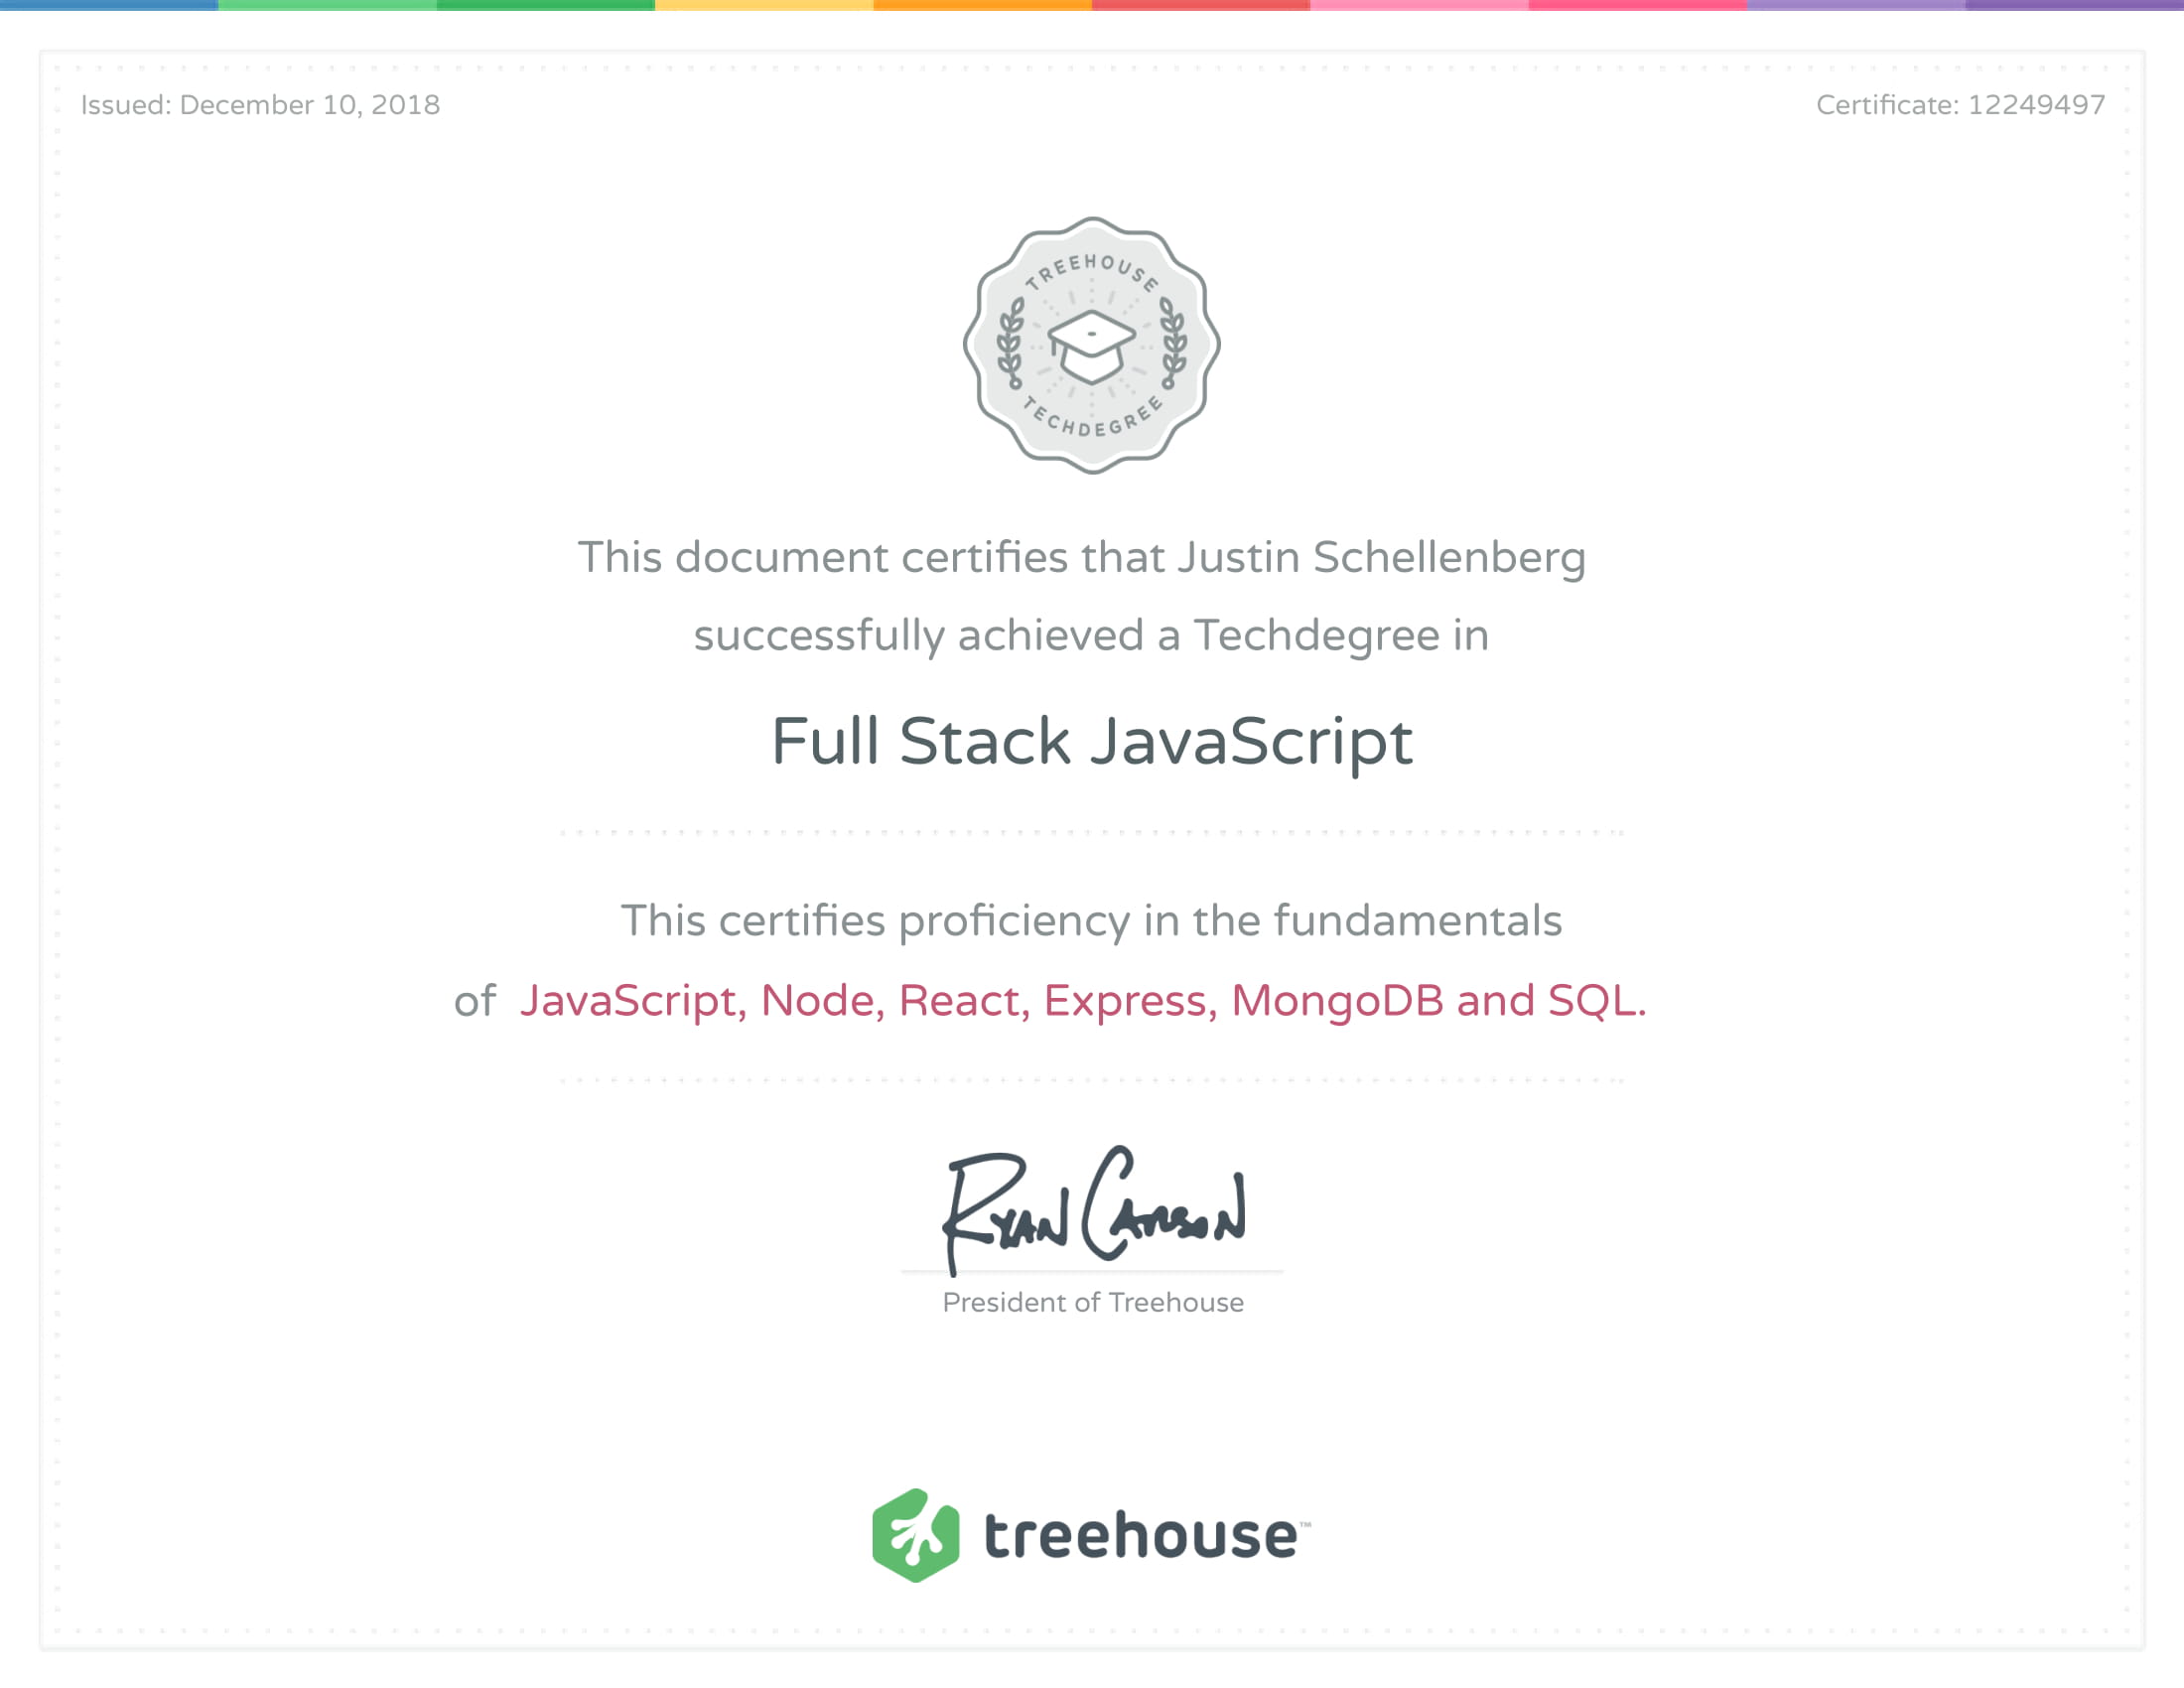 Issued: December 10, 2018
Certificate: 12249497
TREEHOUSE
TECHDEGREE
This document certifies that Justin Schellenberg
successfully achieved a Techdegree in
Full Stack JavaScript
This certifies proficiency in the fundamentals
of JavaScript, Node, React, Express, MongoDB and SQL.
Ryan Carson
President of Treehouse
treehouse™